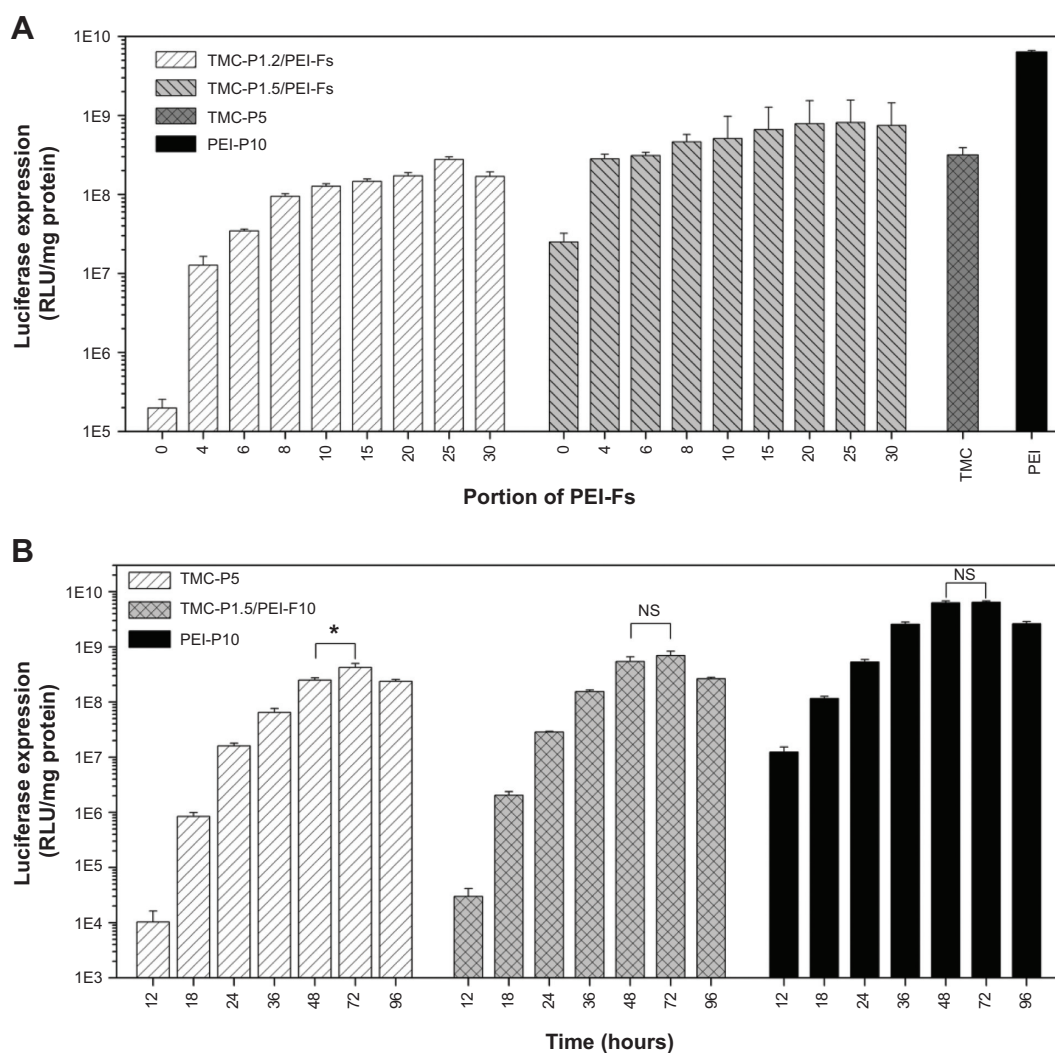 A
Luciferase expression
(RLU/mg protein)
1E10
1E9
1E8
1E7
1E6
1E5
TMC-P1.2/PEI-Fs
TMC-P1.5/PEI-Fs
TMC-P5
PEI-P10
0 4 6 8 10 15 20 25 30 0 4 6 8 10 15 20 25 30 TMC PEI
Portion of PEI-Fs
B
Luciferase expression
(RLU/mg protein)
1E10
1E9
1E8
1E7
1E6
1E5
1E4
1E3
TMC-P5
TMC-P1.5/PEI-F10
PEI-P10
* NS NS
12 18 24 36 48 72 96 12 18 24 36 48 72 96 12 18 24 36 48 72 96
Time (hours)